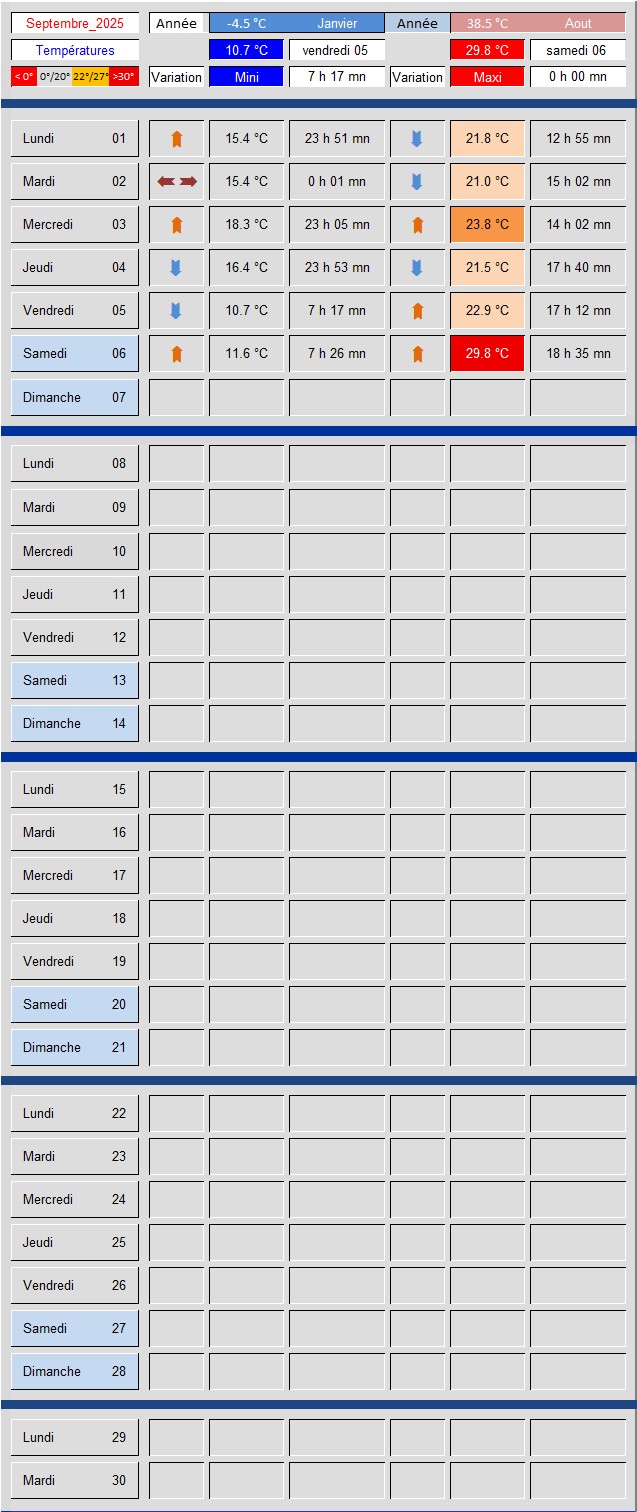 Septembre_2025 Année -4.5 °C Janvier Année 38.5 °C Aout
Températures 10.7 °C vendredi 05 29.8 °C samedi 06
< 0° 0°/20° 22°/27° >30° Variation Mini 7 h 17 mn Variation Maxi 0 h 00 mn
Lundi 01 15.4 °C 23 h 51 mn 21.8 °C 12 h 55 mn
Mardi 02 15.4 °C 0 h 01 mn 21.0 °C 15 h 02 mn
Mercredi 03 18.3 °C 23 h 05 mn 23.8 °C 14 h 02 mn
Jeudi 04 16.4 °C 23 h 53 mn 21.5 °C 17 h 40 mn
Vendredi 05 10.7 °C 7 h 17 mn 22.9 °C 17 h 12 mn
Samedi 06 11.6 °C 7 h 26 mn 29.8 °C 18 h 35 mn
Dimanche 07
Lundi 08
Mardi 09
Mercredi 10
Jeudi 11
Vendredi 12
Samedi 13
Dimanche 14
Lundi 15
Mardi 16
Mercredi 17
Jeudi 18
Vendredi 19
Samedi 20
Dimanche 21
Lundi 22
Mardi 23
Mercredi 24
Jeudi 25
Vendredi 26
Samedi 27
Dimanche 28
Lundi 29
Mardi 30